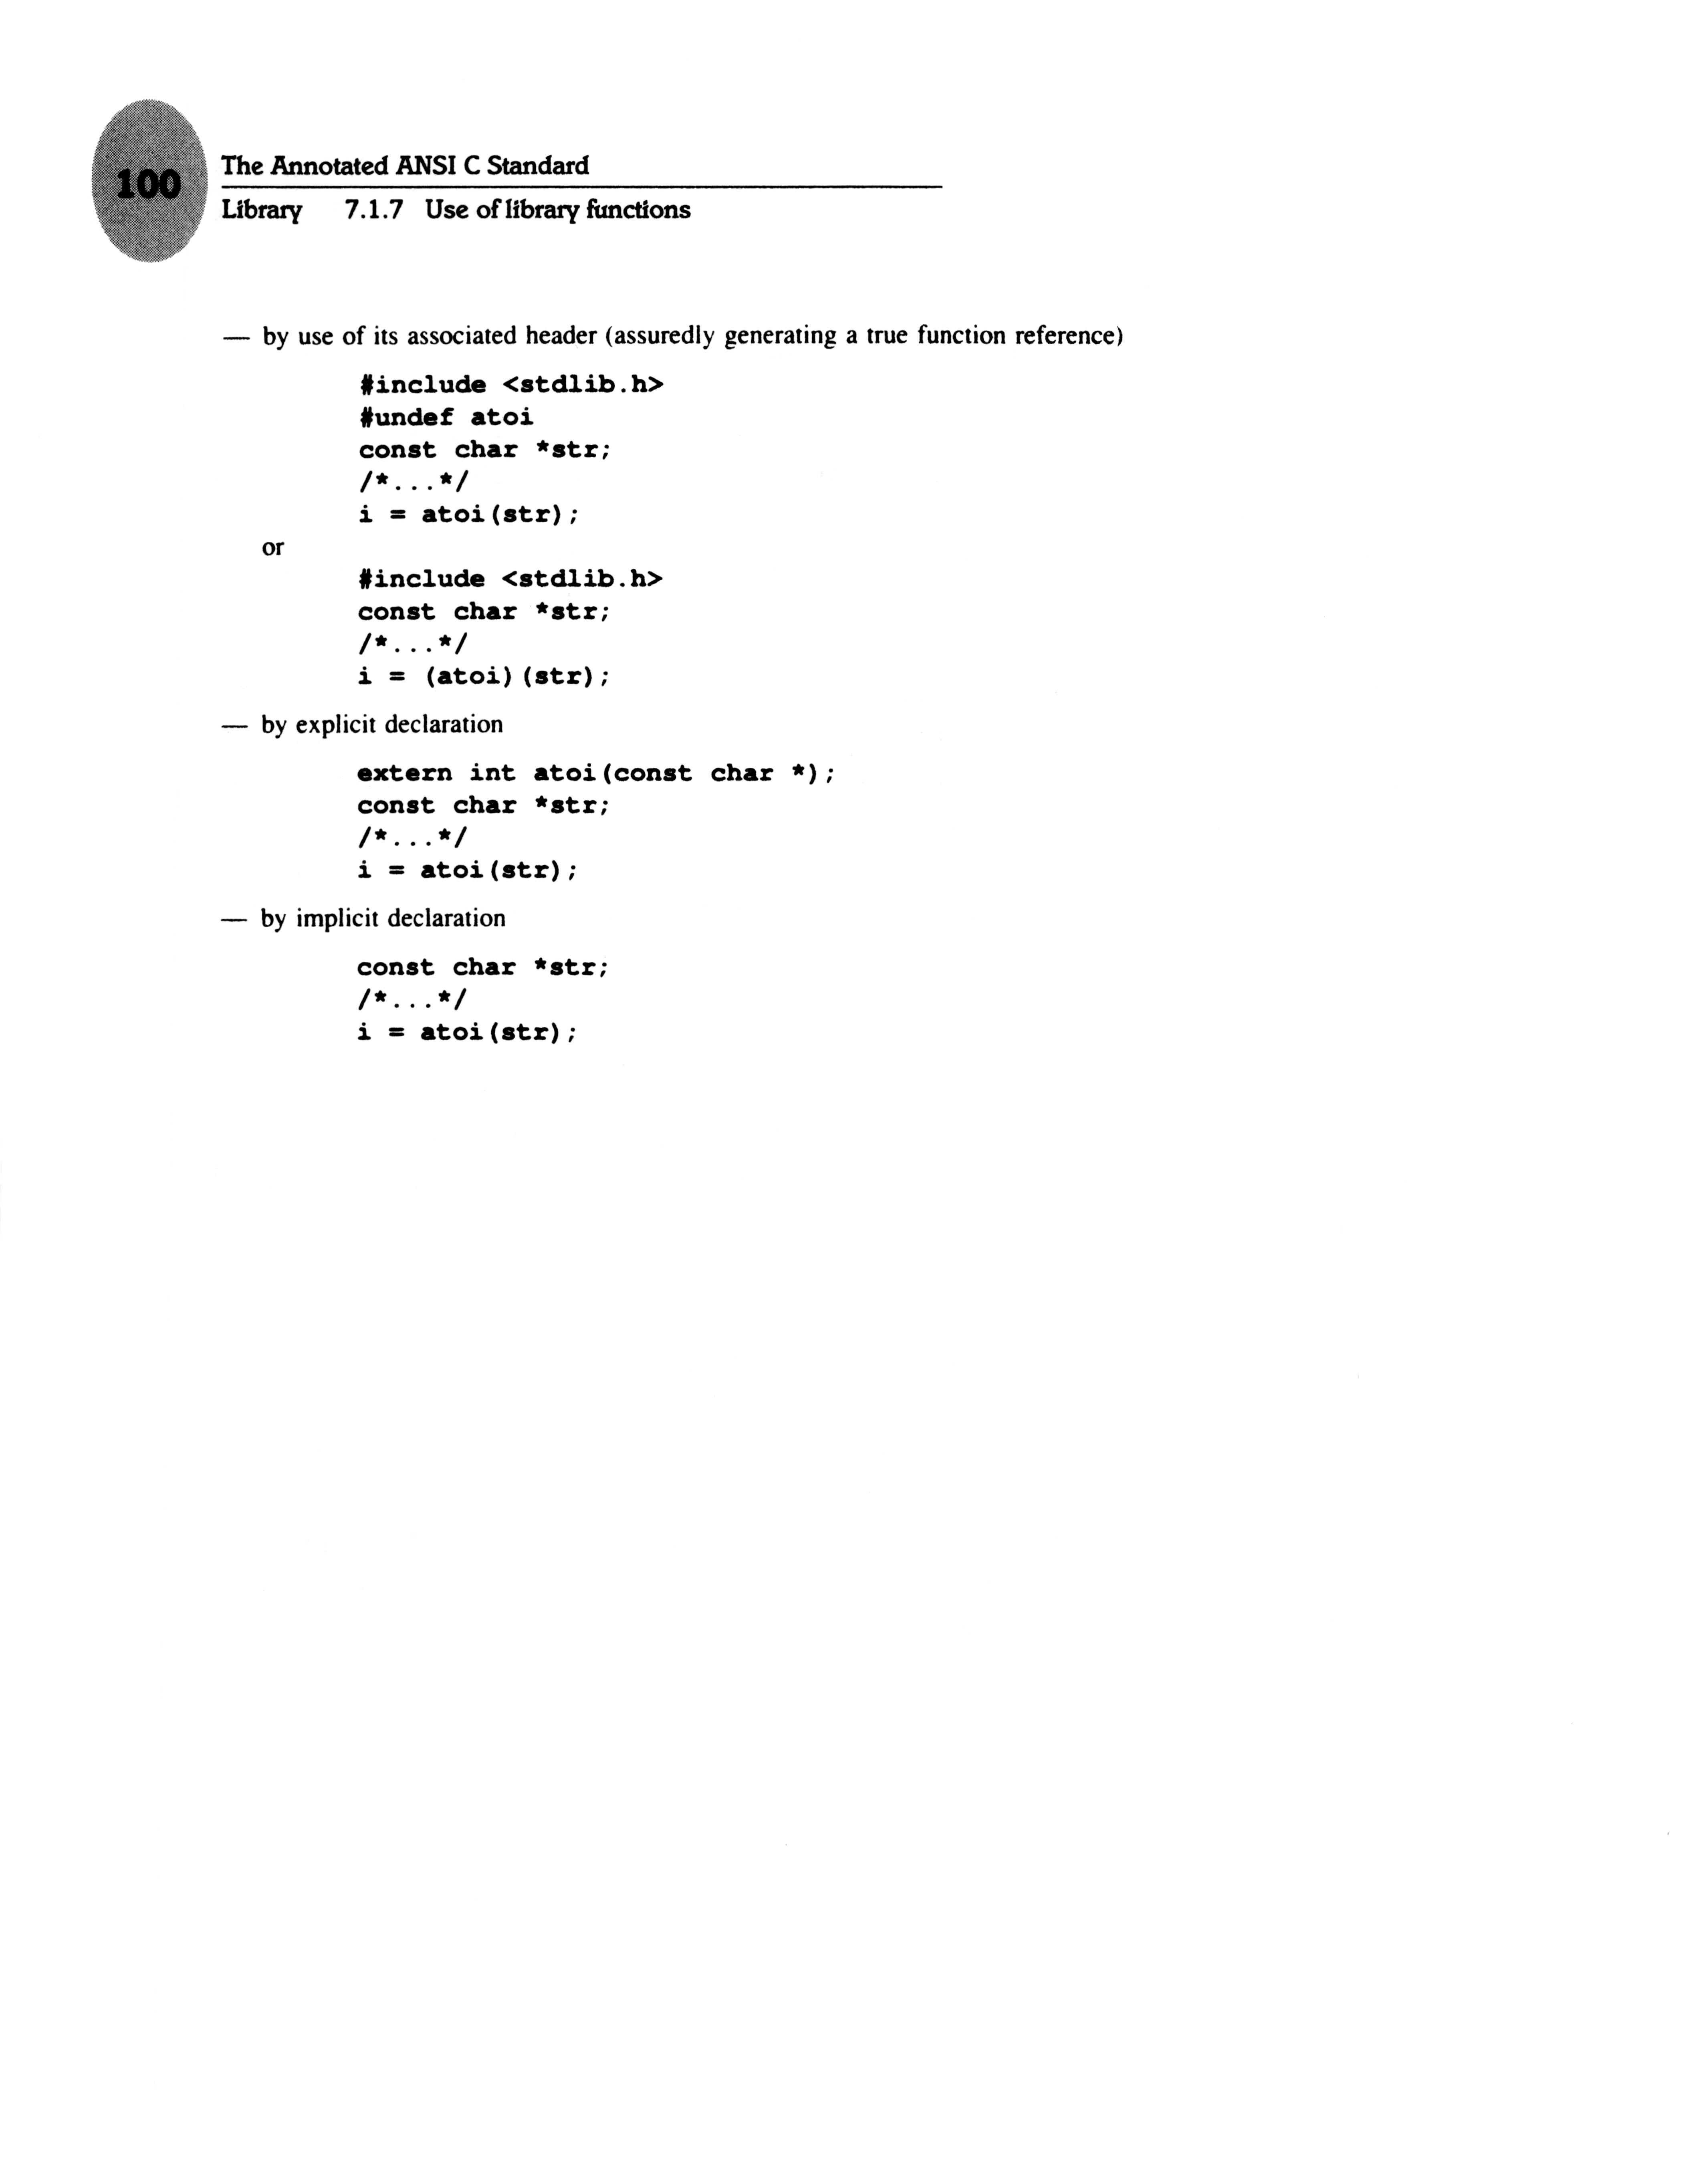 100
The Annotated ANSI C Standard
Library 7.1.7 Use of library functions
— by use of its associated header (assuredly generating a true function reference)
#include <stdlib.h>
#undef atoi
const char *str;
/*...*/
i = atoi(str);
or
#include <stdlib.h>
const char *str;
/*...*/
i = (atoi)(str);
— by explicit declaration
extern int atoi(const char *);
const char *str;
/*...*/
i = atoi(str);
— by implicit declaration
const char *str;
/*...*/
i = atoi(str);